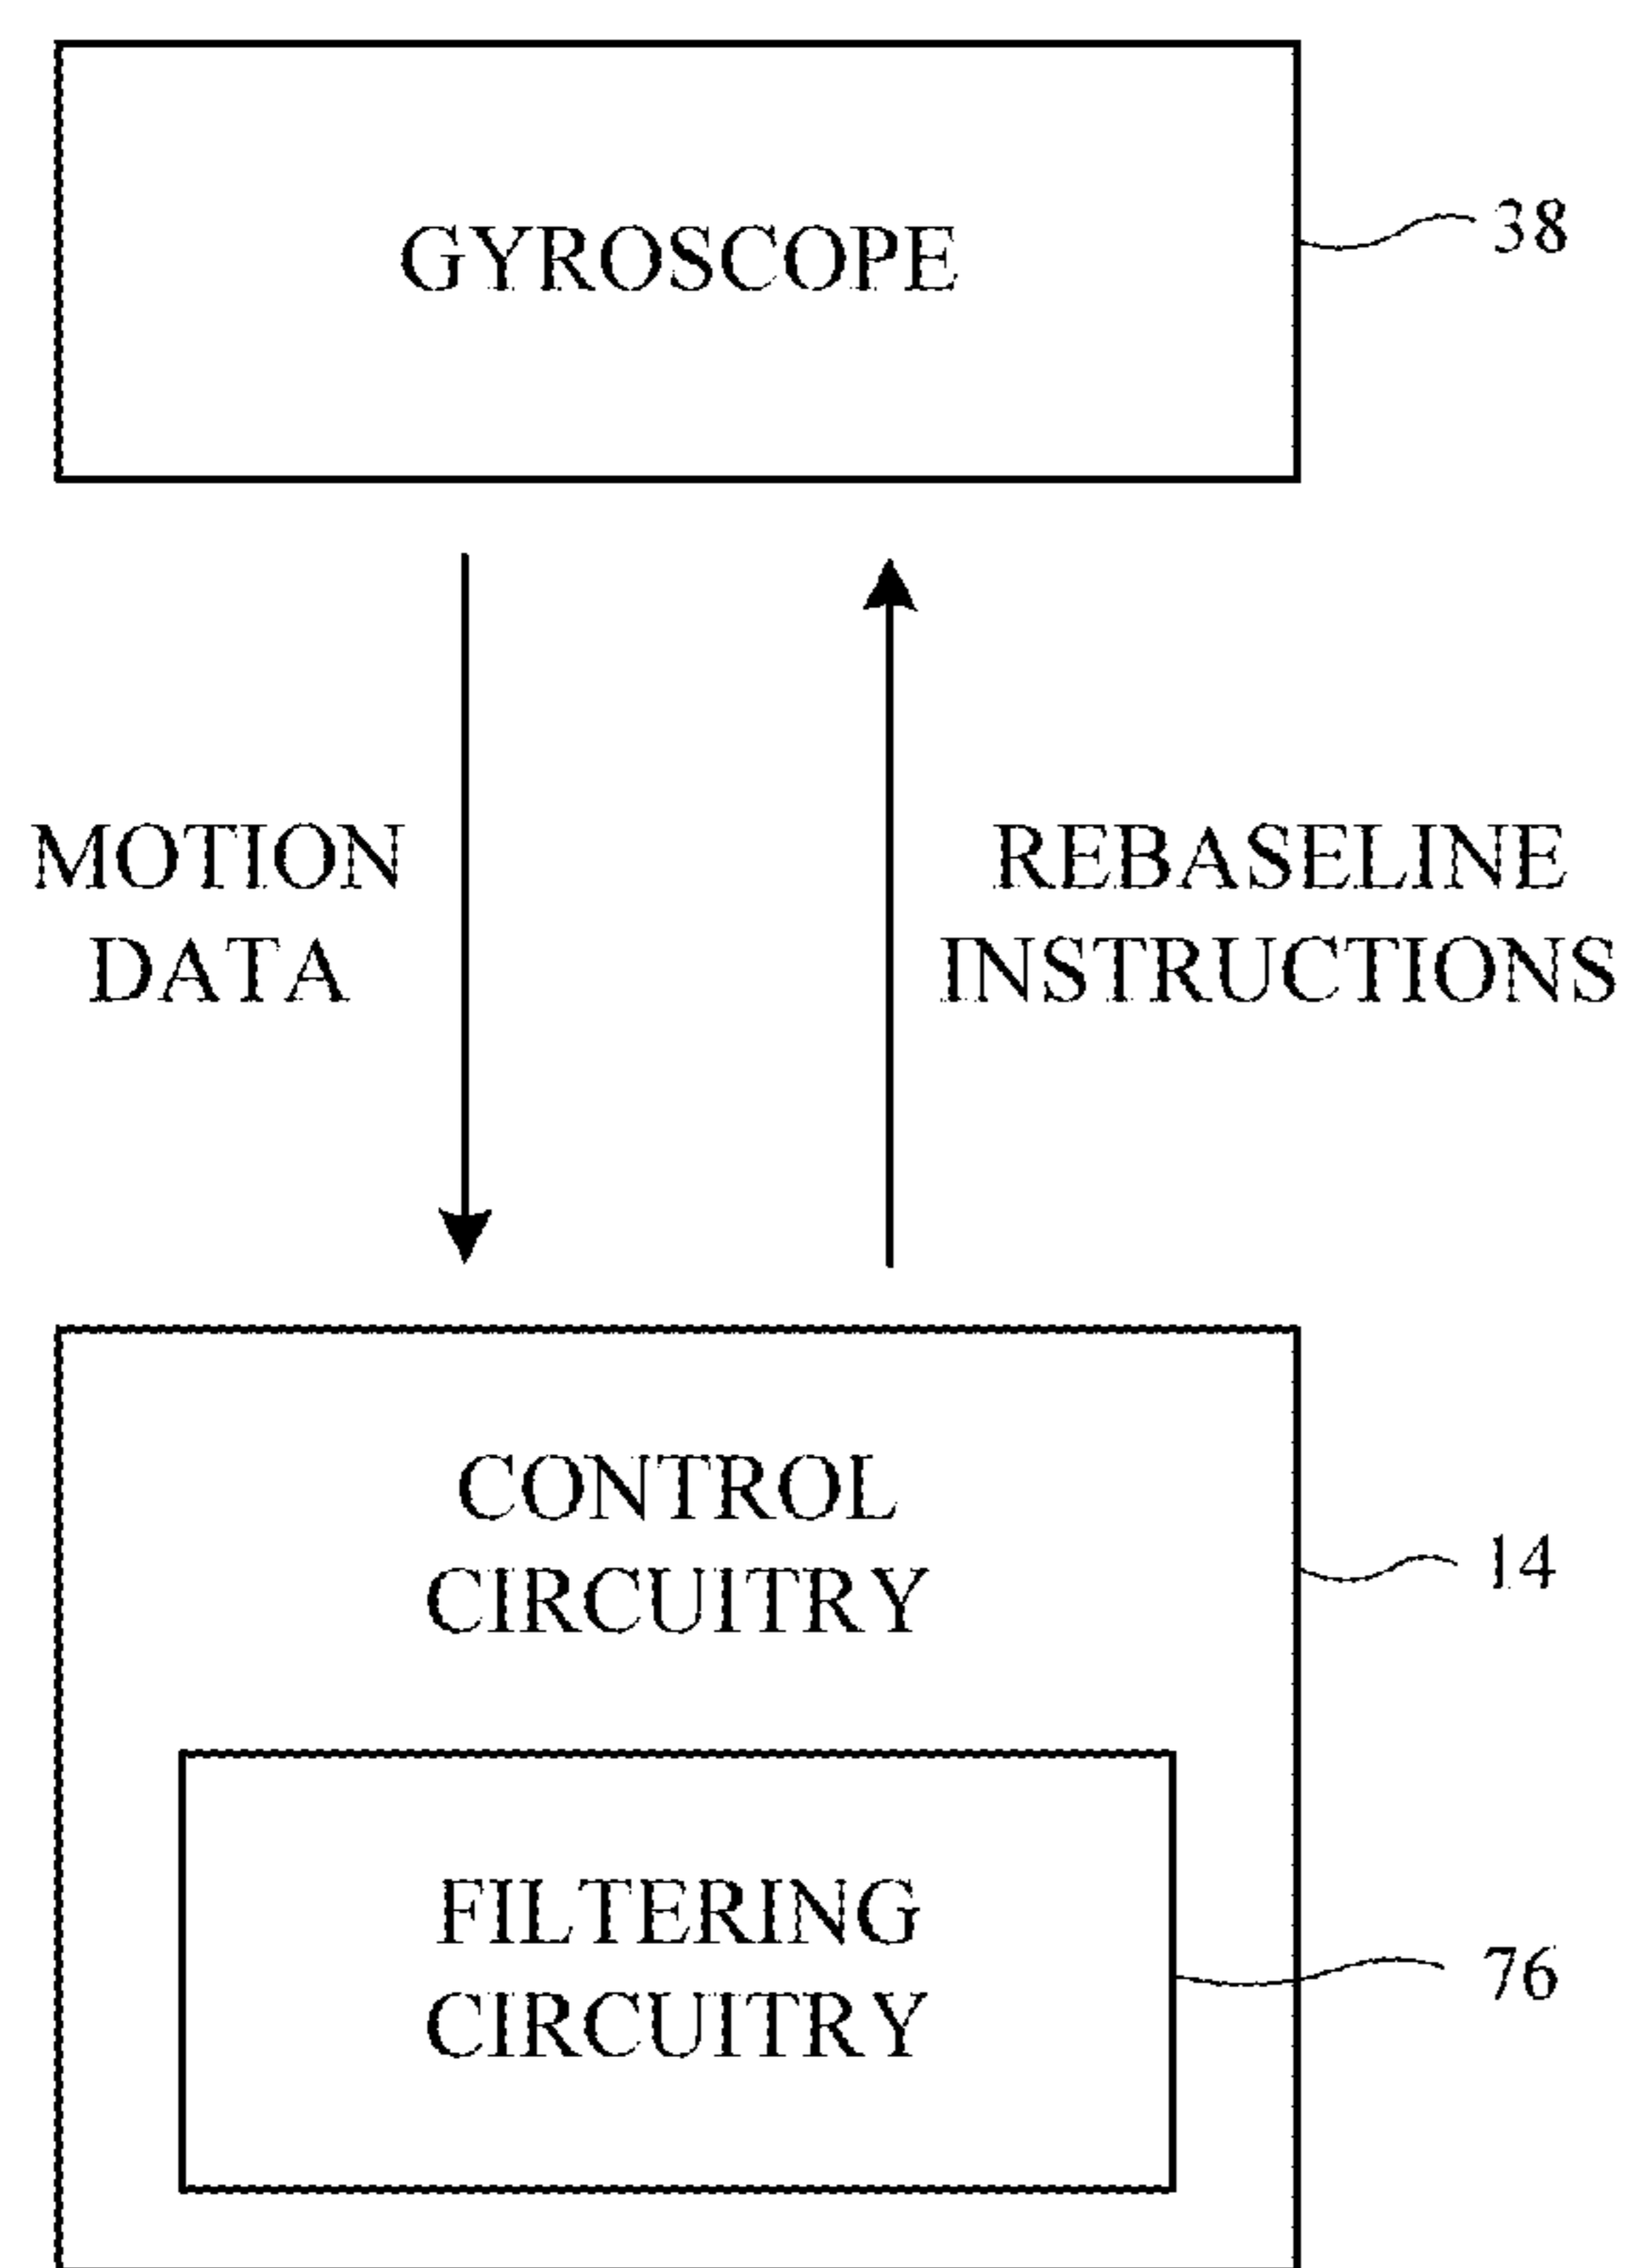 GYROSCOPE
38
MOTION
DATA
REBASELINE
INSTRUCTIONS
CONTROL
CIRCUITRY
14
FILTERING
CIRCUITRY
76